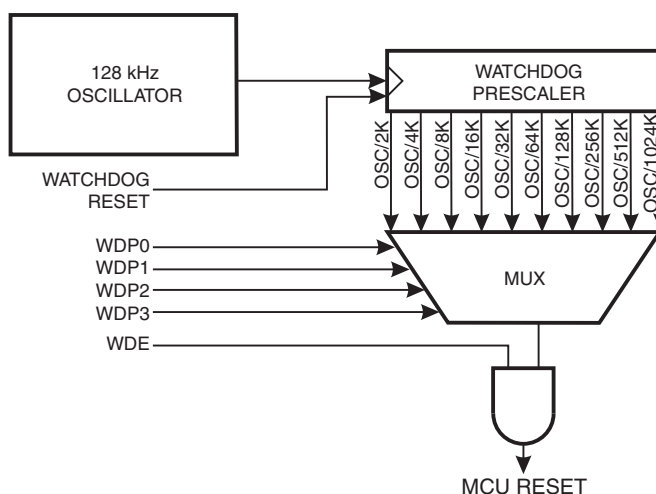 128 kHz
OSCILLATOR
WATCHDOG
PRESCALER
OSC/2K
OSC/4K
OSC/8K
OSC/16K
OSC/32K
OSC/64K
OSC/128K
OSC/256K
OSC/512K
OSC/1024K
WATCHDOG
RESET
WDP0
WDP1
WDP2
WDP3
WDE
MUX
MCU RESET